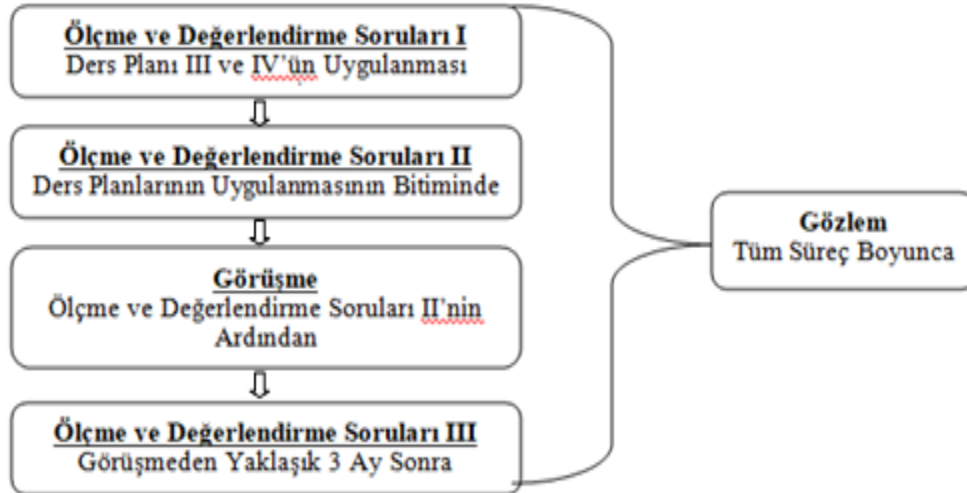 Ölçme ve Değerlendirme Soruları I
Ders Planı III ve IV’ün Uygulanması
Ölçme ve Değerlendirme Soruları II
Ders Planlarının Uygulanmasının Bitiminde
Görüşme
Ölçme ve Değerlendirme Soruları II’nin
Ardından
Ölçme ve Değerlendirme Soruları III
Görüşmeden Yaklaşık 3 Ay Sonra
Gözlem
Tüm Süreç Boyunca